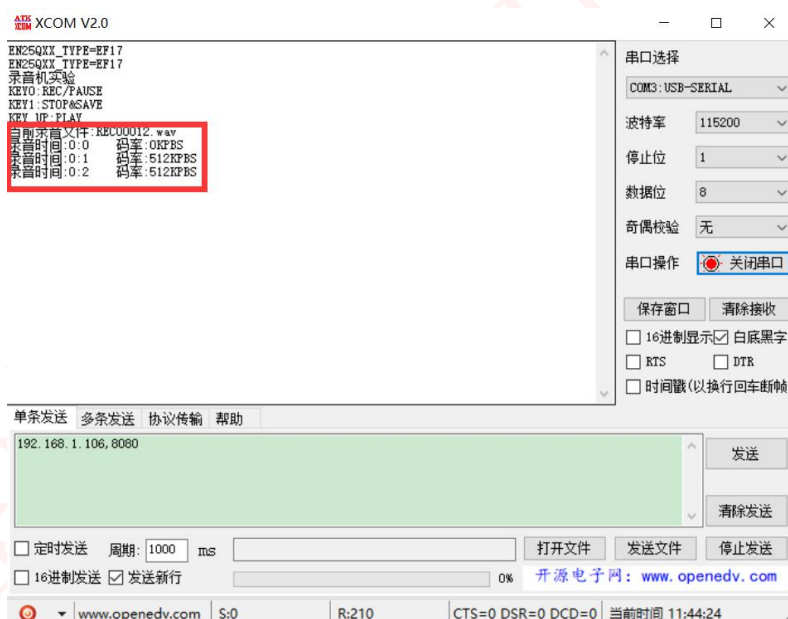 XCOM V2.0
EN25QXX_TYPE=EF17
EN25QXX_TYPE=EF17
录音机实验
KEY0:REC/PAUSE
KEY1:STOP&SAVE
KEY_UP:PLAY
当前录音文件:REC00012.wav
录音时间:0:0 码率:0KPBS
录音时间:0:1 码率:512KPBS
录音时间:0:2 码率:512KPBS
串口选择
COM3:USB-SERIAL
波特率 115200
停止位 1
数据位 8
奇偶校验 无
串口操作 关闭串口
保存窗口 清除接收
16进制显示 白底黑字
RTS DTR
时间戳(以换行回车断帧
单条发送 多条发送 协议传输 帮助
192.168.1.106,8080
发送
清除发送
定时发送 周期: 1000 ms 打开文件 发送文件 停止发送
16进制发送 发送新行 0% 开源电子网: www.openedv.com
www.openedv.com S:0 R:210 CTS=0 DSR=0 DCD=0 当前时间 11:44:24